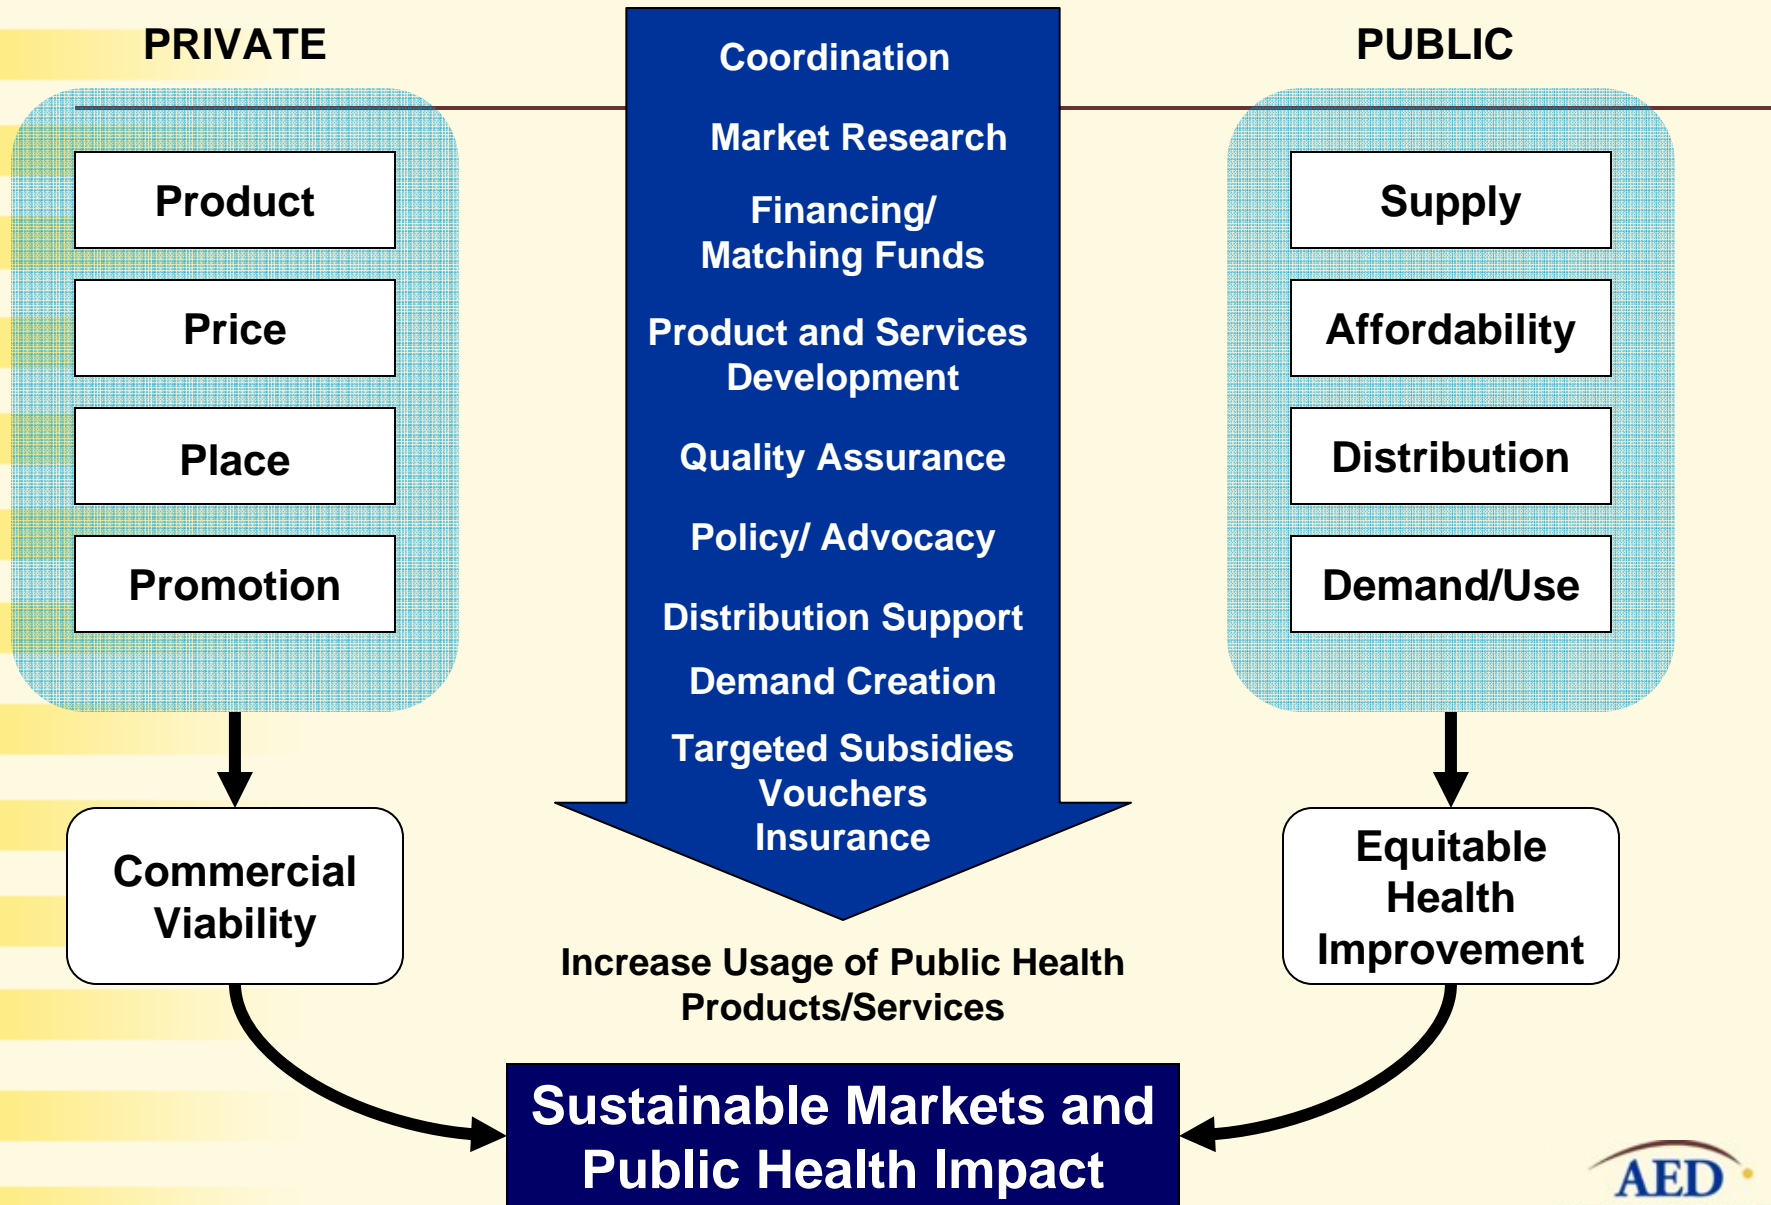 PRIVATE
Product
Price
Place
Promotion
Commercial
Viability
Coordination
Market Research
Financing/
Matching Funds
Product and Services
Development
Quality Assurance
Policy/ Advocacy
Distribution Support
Demand Creation
Targeted Subsidies
Vouchers
Insurance
Increase Usage of Public Health
Products/Services
PUBLIC
Supply
Affordability
Distribution
Demand/Use
Equitable
Health
Improvement
Sustainable Markets and
Public Health Impact
AED